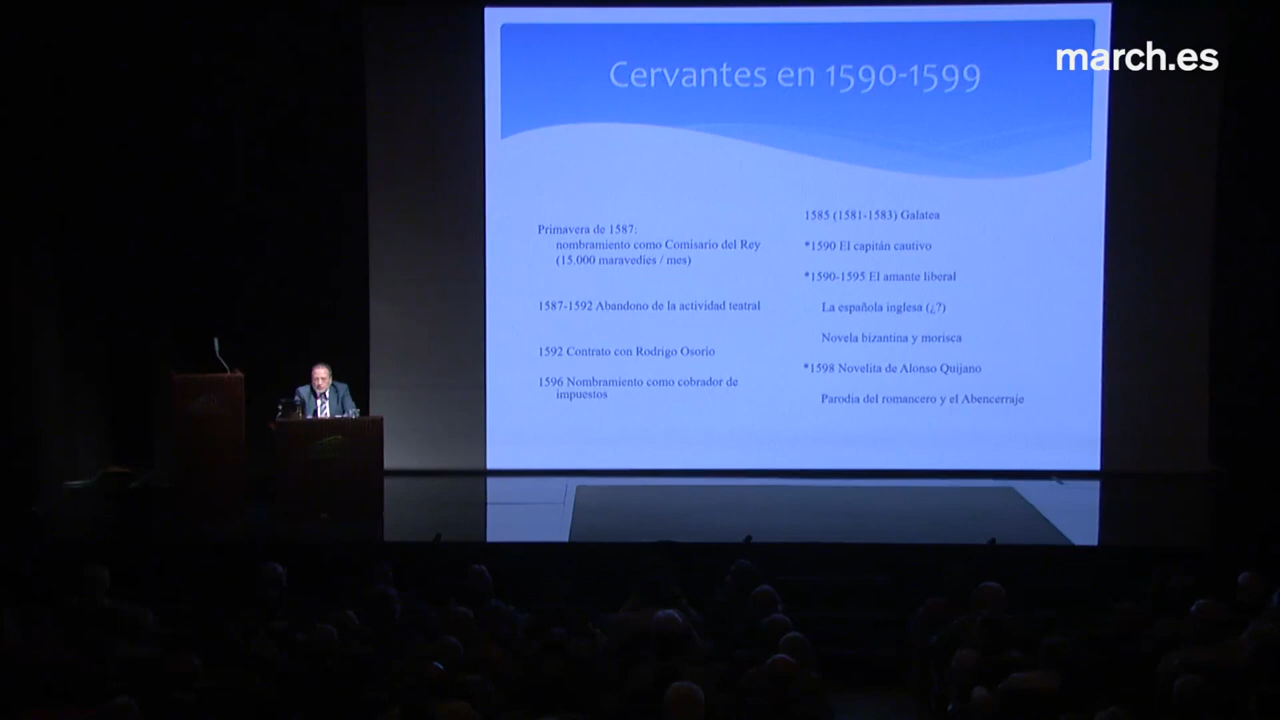 march.es
Cervantes en 1590-1599
Primavera de 1587:
nombramiento como Comisario del Rey
(15.000 maravedíes / mes)
1587-1592 Abandono de la actividad teatral
1592 Contrato con Rodrigo Osorio
1596 Nombramiento como cobrador de
impuestos
1585 (1581-1583) Galatea
*1590 El capitán cautivo
*1590-1595 El amante liberal
La española inglesa (¿?)
Novela bizantina y morisca
*1598 Novelita de Alonso Quijano
Parodia del romancero y el Abencerraje